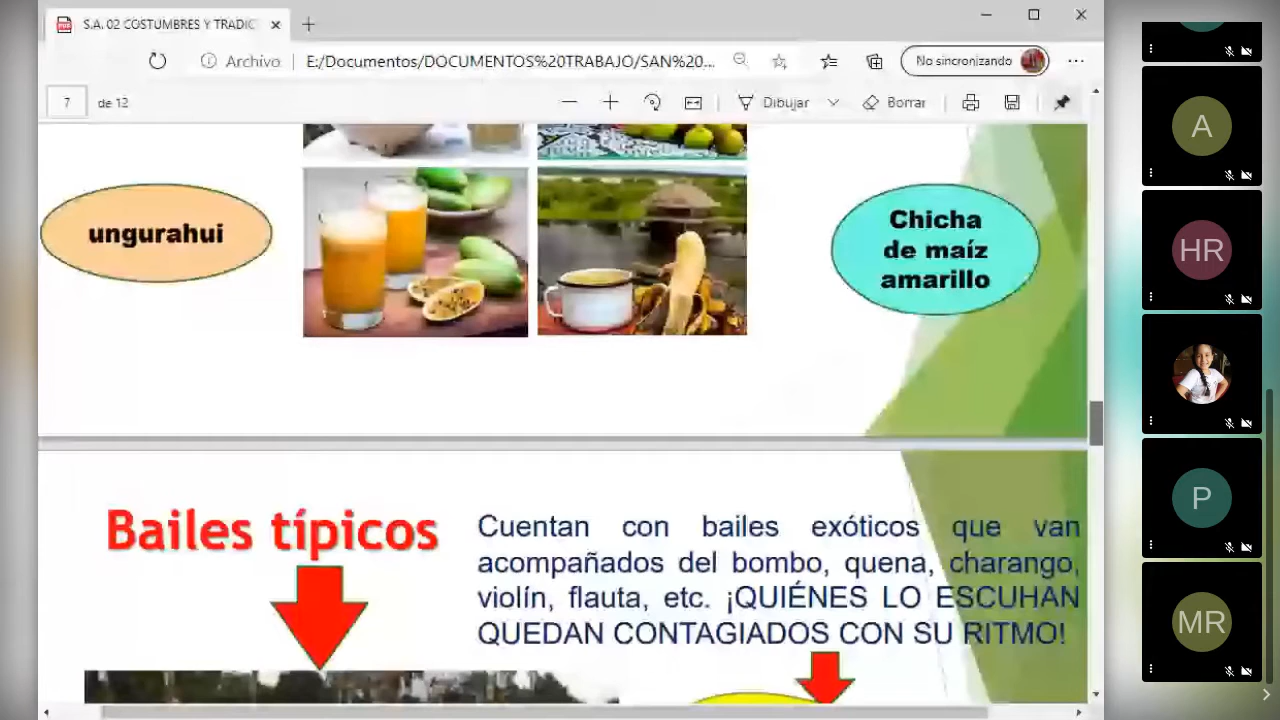 S.A. 02 COSTUMBRES Y TRADIC
Archivo
E:/Documentos/DOCUMENTOS%20TRABAJO/SAN%20...
No sincronizando
7
de 12
Dibujar
Borrar
ungurahui
Chicha
de maíz
amarillo
Bailes típicos
Cuentan con bailes exóticos que van
acompañados del bombo, quena, charango,
violín, flauta, etc. ¡QUIÉNES LO ESCUHAN
QUEDAN CONTAGIADOS CON SU RITMO!
A
HR
P
MR